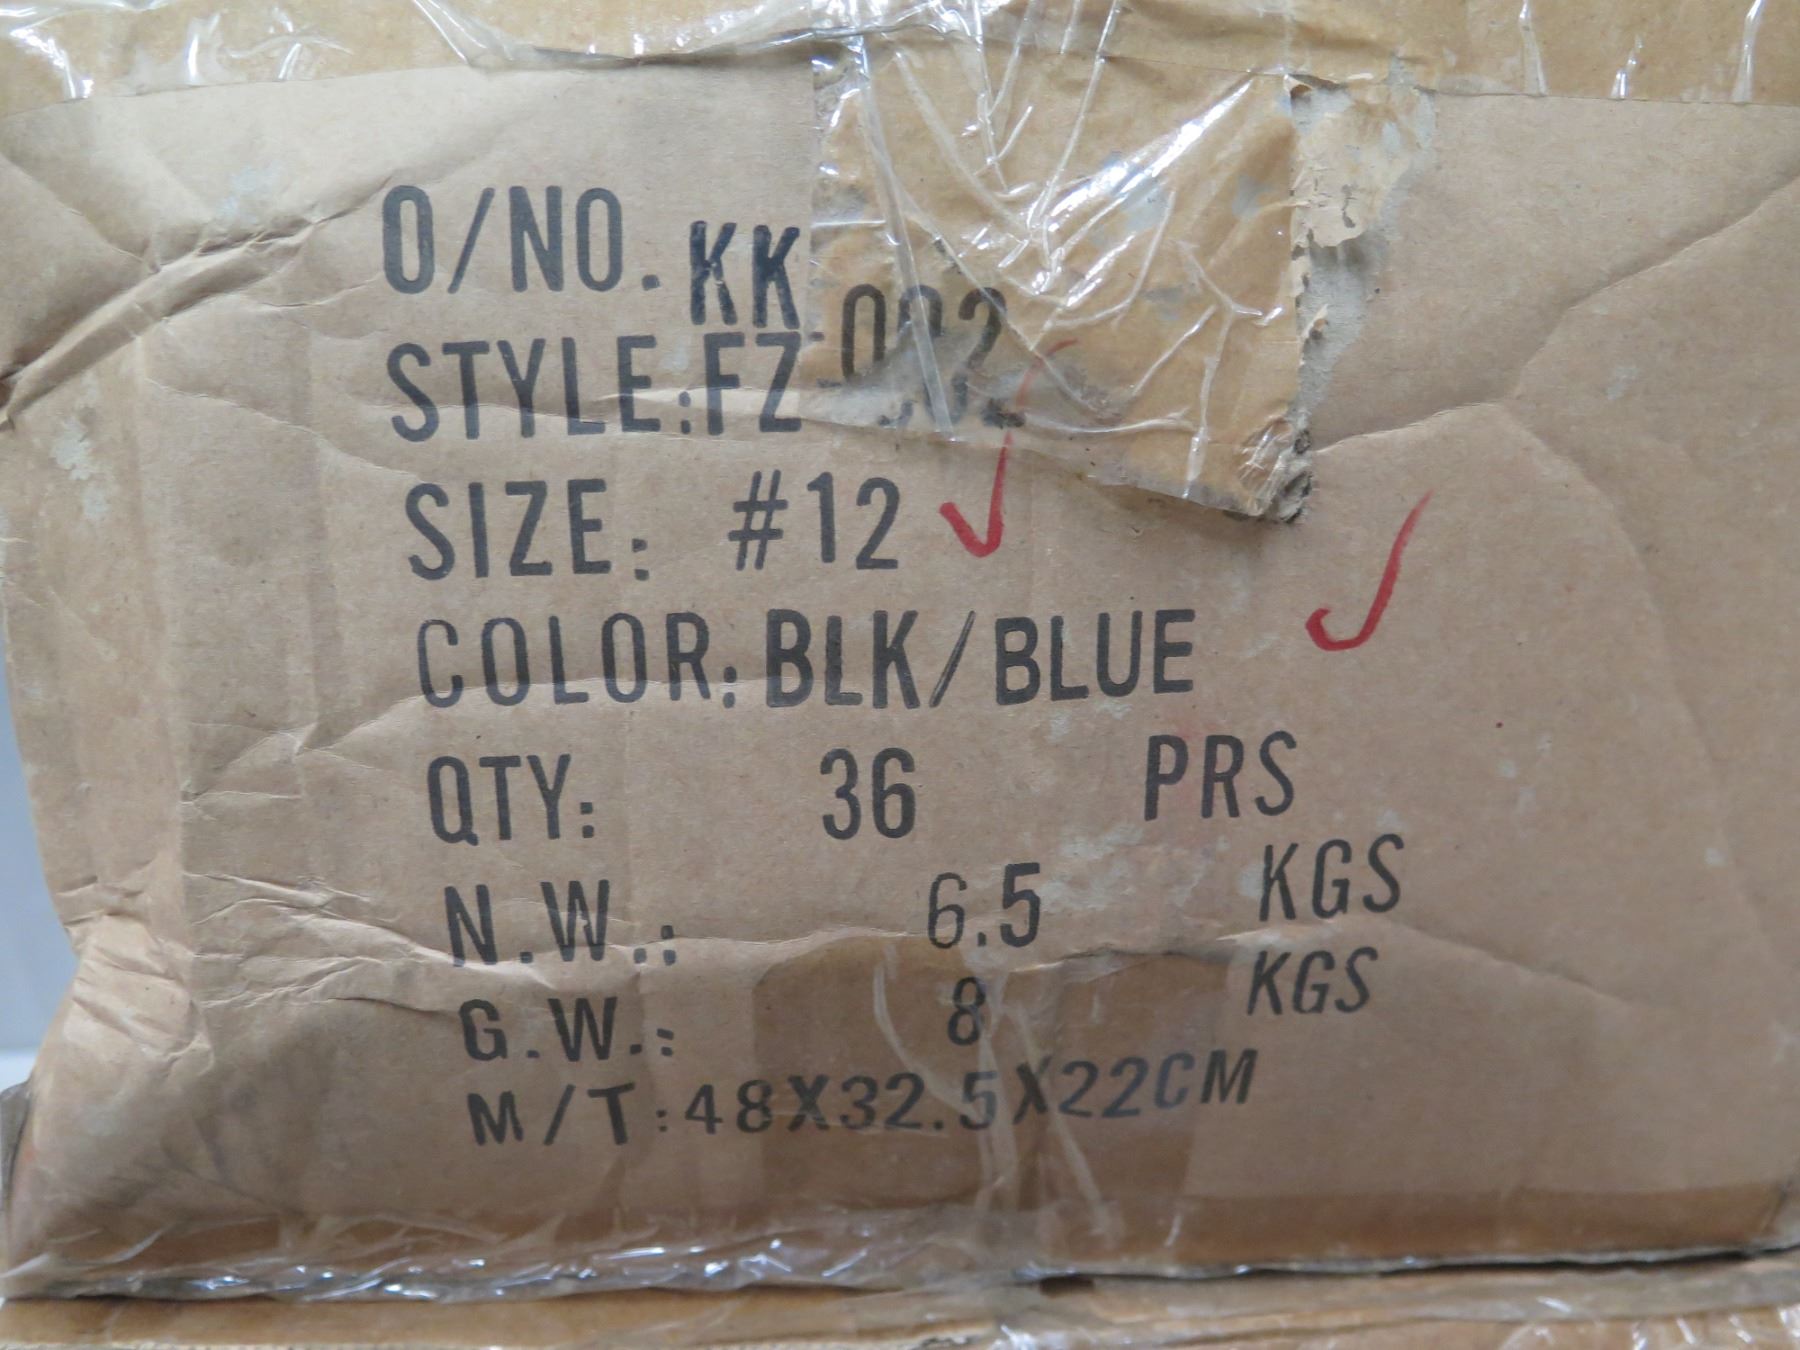 O/NO. KK
STYLE:FZ-002
SIZE: #12
COLOR: BLK/BLUE
QTY: 36 PRS
N.W.: 6.5 KGS
G.W.: 8 KGS
M/T:48X32.5X22CM